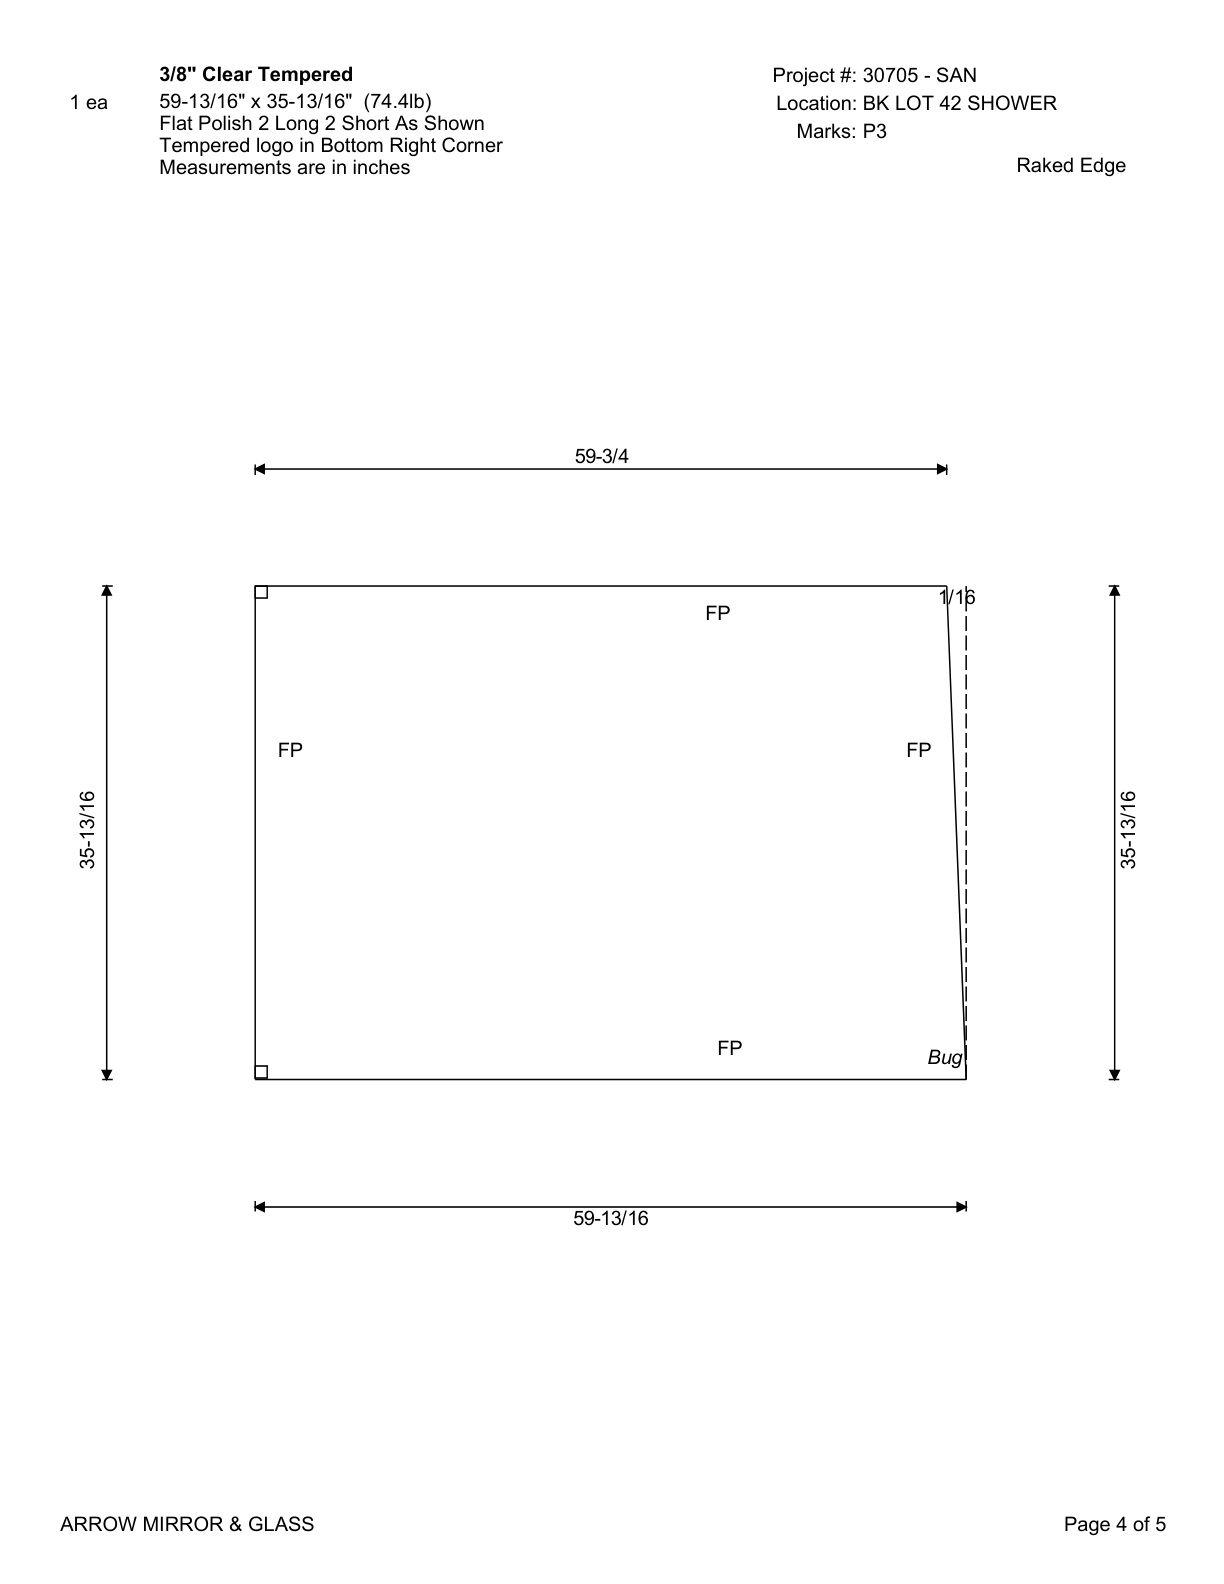 3/8" Clear Tempered
1 ea
59-13/16" x 35-13/16" (74.4lb)
Flat Polish 2 Long 2 Short As Shown
Tempered logo in Bottom Right Corner
Measurements are in inches
Project #: 30705 - SAN
Location: BK LOT 42 SHOWER
Marks: P3
Raked Edge
59-3/4
1/16
FP
FP
FP
35-13/16
35-13/16
FP
Bug
59-13/16
ARROW MIRROR & GLASS
Page 4 of 5